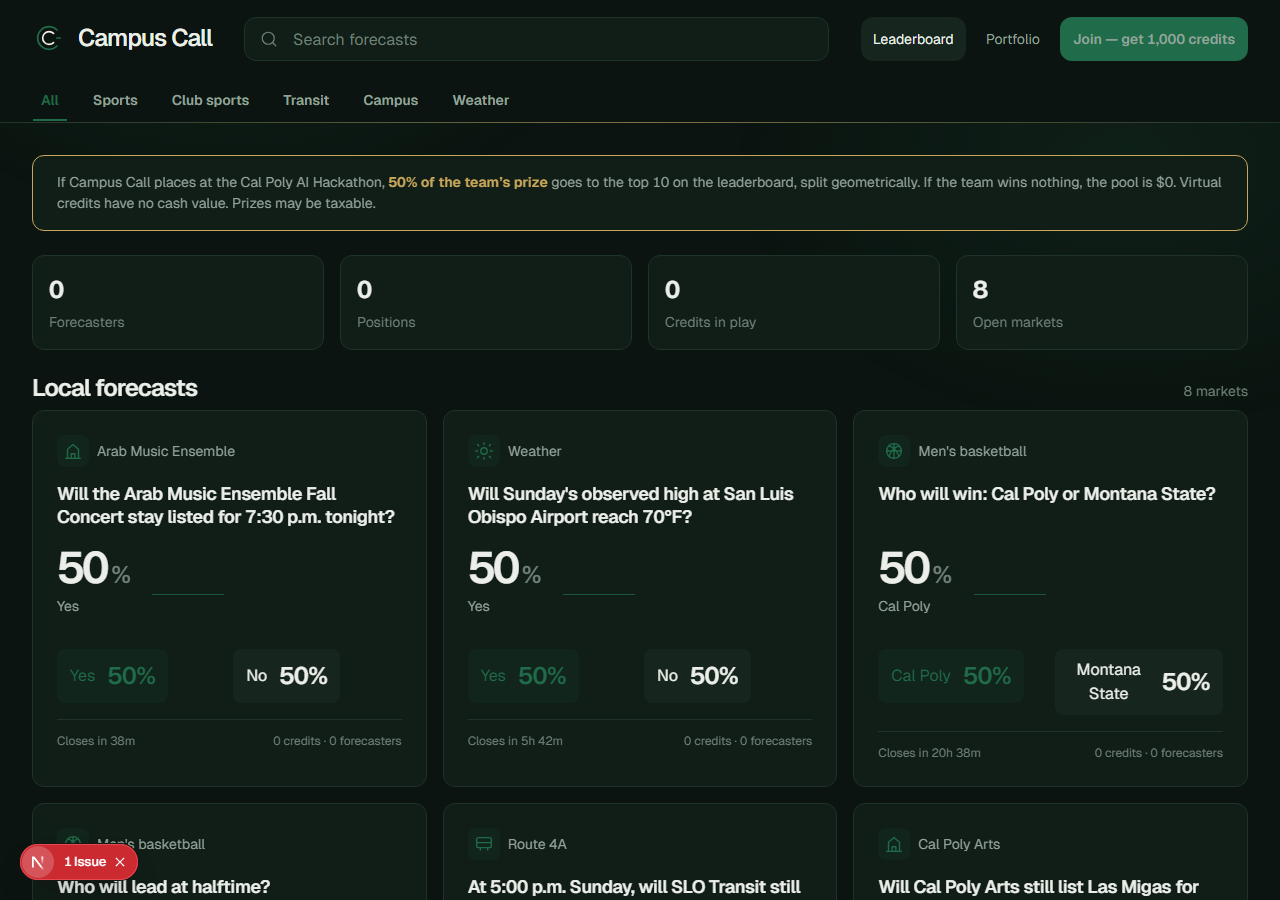 Campus Call
Search forecasts
Leaderboard
Portfolio
Join — get 1,000 credits
All
Sports
Club sports
Transit
Campus
Weather
If Campus Call places at the Cal Poly AI Hackathon, 50% of the team's prize goes to the top 10 on the leaderboard, split geometrically. If the team wins nothing, the pool is $0. Virtual
credits have no cash value. Prizes may be taxable.
0
Forecasters
0
Positions
0
Credits in play
8
Open markets
Local forecasts
8 markets
Arab Music Ensemble
Will the Arab Music Ensemble Fall
Concert stay listed for 7:30 p.m. tonight?
50%
Yes
Yes 50%
No 50%
Closes in 38m
0 credits · 0 forecasters
Weather
Will Sunday's observed high at San Luis
Obispo Airport reach 70°F?
50%
Yes
Yes 50%
No 50%
Closes in 5h 42m
0 credits · 0 forecasters
Men's basketball
Who will win: Cal Poly or Montana State?
50%
Cal Poly
Cal Poly 50%
Montana
State
50%
Closes in 20h 38m
0 credits · 0 forecasters
Men's basketball
Who will lead at halftime?
Route 4A
At 5:00 p.m. Sunday, will SLO Transit still
Cal Poly Arts
Will Cal Poly Arts still list Las Migas for
N
1 Issue